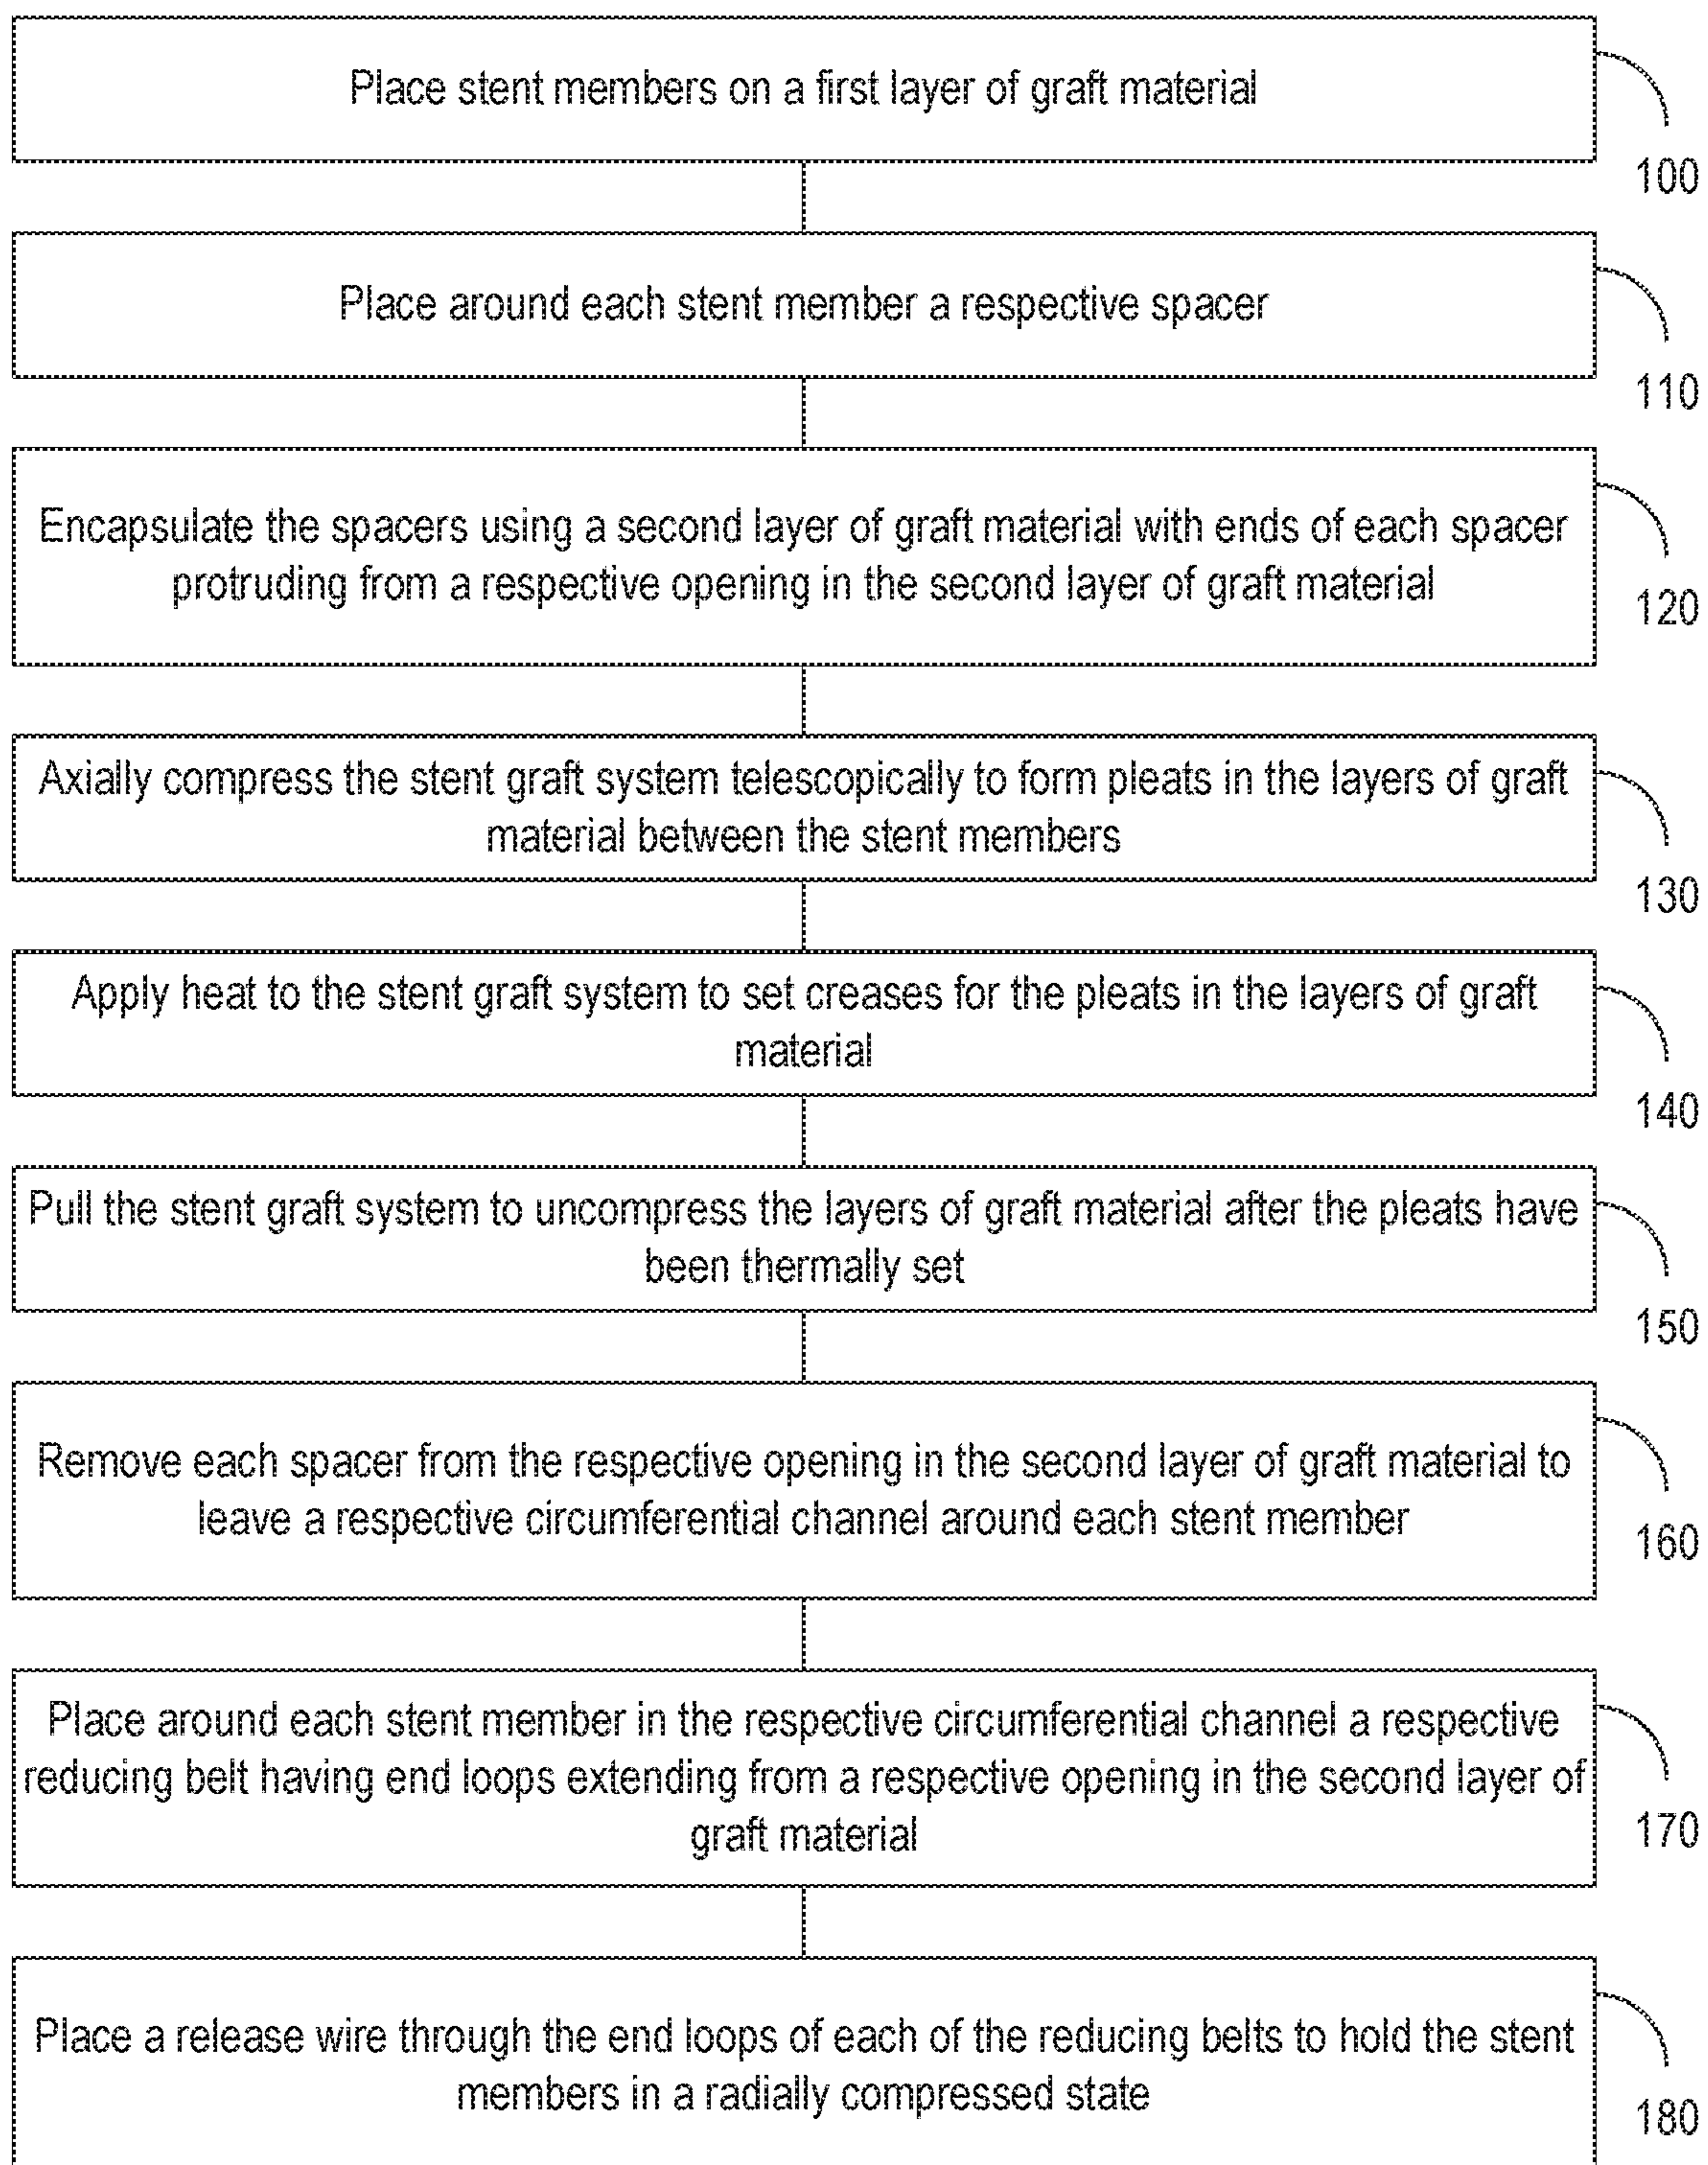 Place stent members on a first layer of graft material
100
Place around each stent member a respective spacer
110
Encapsulate the spacers using a second layer of graft material with ends of each spacer
protruding from a respective opening in the second layer of graft material
120
Axially compress the stent graft system telescopically to form pleats in the layers of graft
material between the stent members
130
Apply heat to the stent graft system to set creases for the pleats in the layers of graft
material
140
Pull the stent graft system to uncompress the layers of graft material after the pleats have
been thermally set
150
Remove each spacer from the respective opening in the second layer of graft material to
leave a respective circumferential channel around each stent member
160
Place around each stent member in the respective circumferential channel a respective
reducing belt having end loops extending from a respective opening in the second layer of
graft material
170
Place a release wire through the end loops of each of the reducing belts to hold the stent
members in a radially compressed state
180